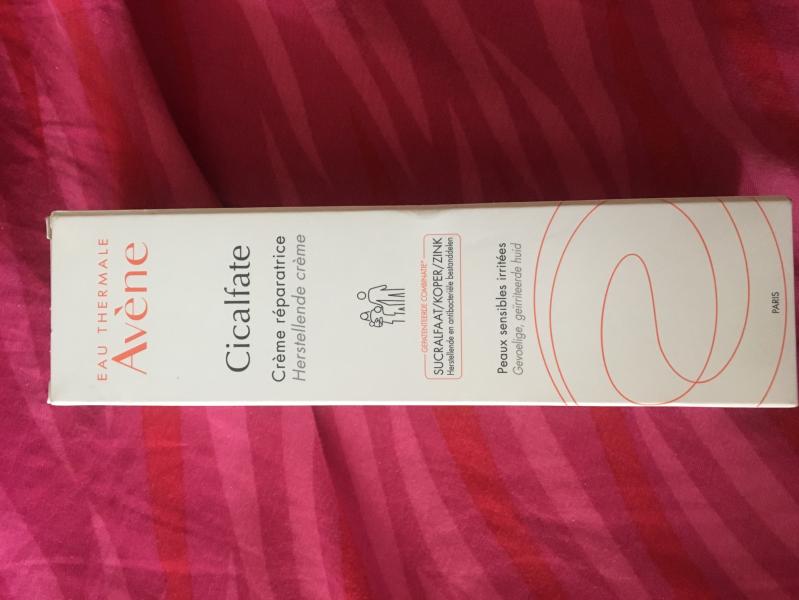 EAU THERMALE
Avène
Cicalfate
Crème réparatrice
Herstellende crème
GEPATENTEERDE COMBINATIE*
SUCRALFAAT/KOPER/ZINK
Herstellende en antibacteriële bestanddelen
Peaux sensibles irritées
Gevoelige, geïrriteerde huid
PARIS